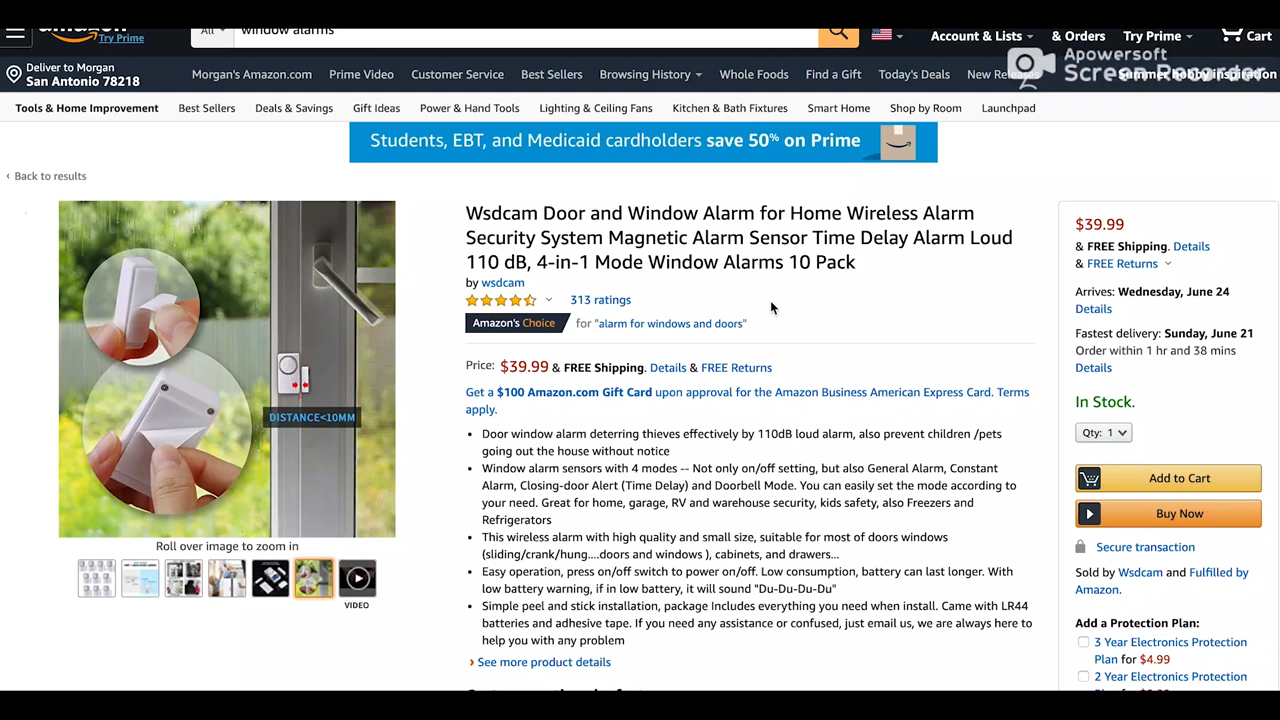 amazon
Try Prime
All
window alarms
Account & Lists
& Orders
Try Prime
Cart
Deliver to Morgan
San Antonio 78218
Morgan's Amazon.com
Prime Video
Customer Service
Best Sellers
Browsing History
Whole Foods
Find a Gift
Today's Deals
New Releases
Summer hobby inspiration
Apowersoft
Screen Recorder
Tools & Home Improvement
Best Sellers
Deals & Savings
Gift Ideas
Power & Hand Tools
Lighting & Ceiling Fans
Kitchen & Bath Fixtures
Smart Home
Shop by Room
Launchpad
Students, EBT, and Medicaid cardholders save 50% on Prime
‹ Back to results
DISTANCE<10MM
Roll over image to zoom in
VIDEO
Wsdcam Door and Window Alarm for Home Wireless Alarm
Security System Magnetic Alarm Sensor Time Delay Alarm Loud
110 dB, 4-in-1 Mode Window Alarms 10 Pack
by wsdcam
313 ratings
Amazon's Choice for "alarm for windows and doors"
Price: $39.99 & FREE Shipping. Details & FREE Returns
Get a $100 Amazon.com Gift Card upon approval for the Amazon Business American Express Card. Terms
apply.
• Door window alarm deterring thieves effectively by 110dB loud alarm, also prevent children /pets
going out the house without notice
• Window alarm sensors with 4 modes -- Not only on/off setting, but also General Alarm, Constant
Alarm, Closing-door Alert (Time Delay) and Doorbell Mode. You can easily set the mode according to
your need. Great for home, garage, RV and warehouse security, kids safety, also Freezers and
Refrigerators
• This wireless alarm with high quality and small size, suitable for most of doors windows
(sliding/crank/hung....doors and windows ), cabinets, and drawers...
• Easy operation, press on/off switch to power on/off. Low consumption, battery can last longer. With
low battery warning, if in low battery, it will sound "Du-Du-Du-Du"
• Simple peel and stick installation, package Includes everything you need when install. Came with LR44
batteries and adhesive tape. If you need any assistance or confused, just email us, we are always here to
help you with any problem
› See more product details
$39.99
& FREE Shipping. Details
& FREE Returns
Arrives: Wednesday, June 24
Details
Fastest delivery: Sunday, June 21
Order within 1 hr and 38 mins
Details
In Stock.
Qty: 1
Add to Cart
Buy Now
Secure transaction
Sold by Wsdcam and Fulfilled by
Amazon.
Add a Protection Plan:
3 Year Electronics Protection
Plan for $4.99
2 Year Electronics Protection